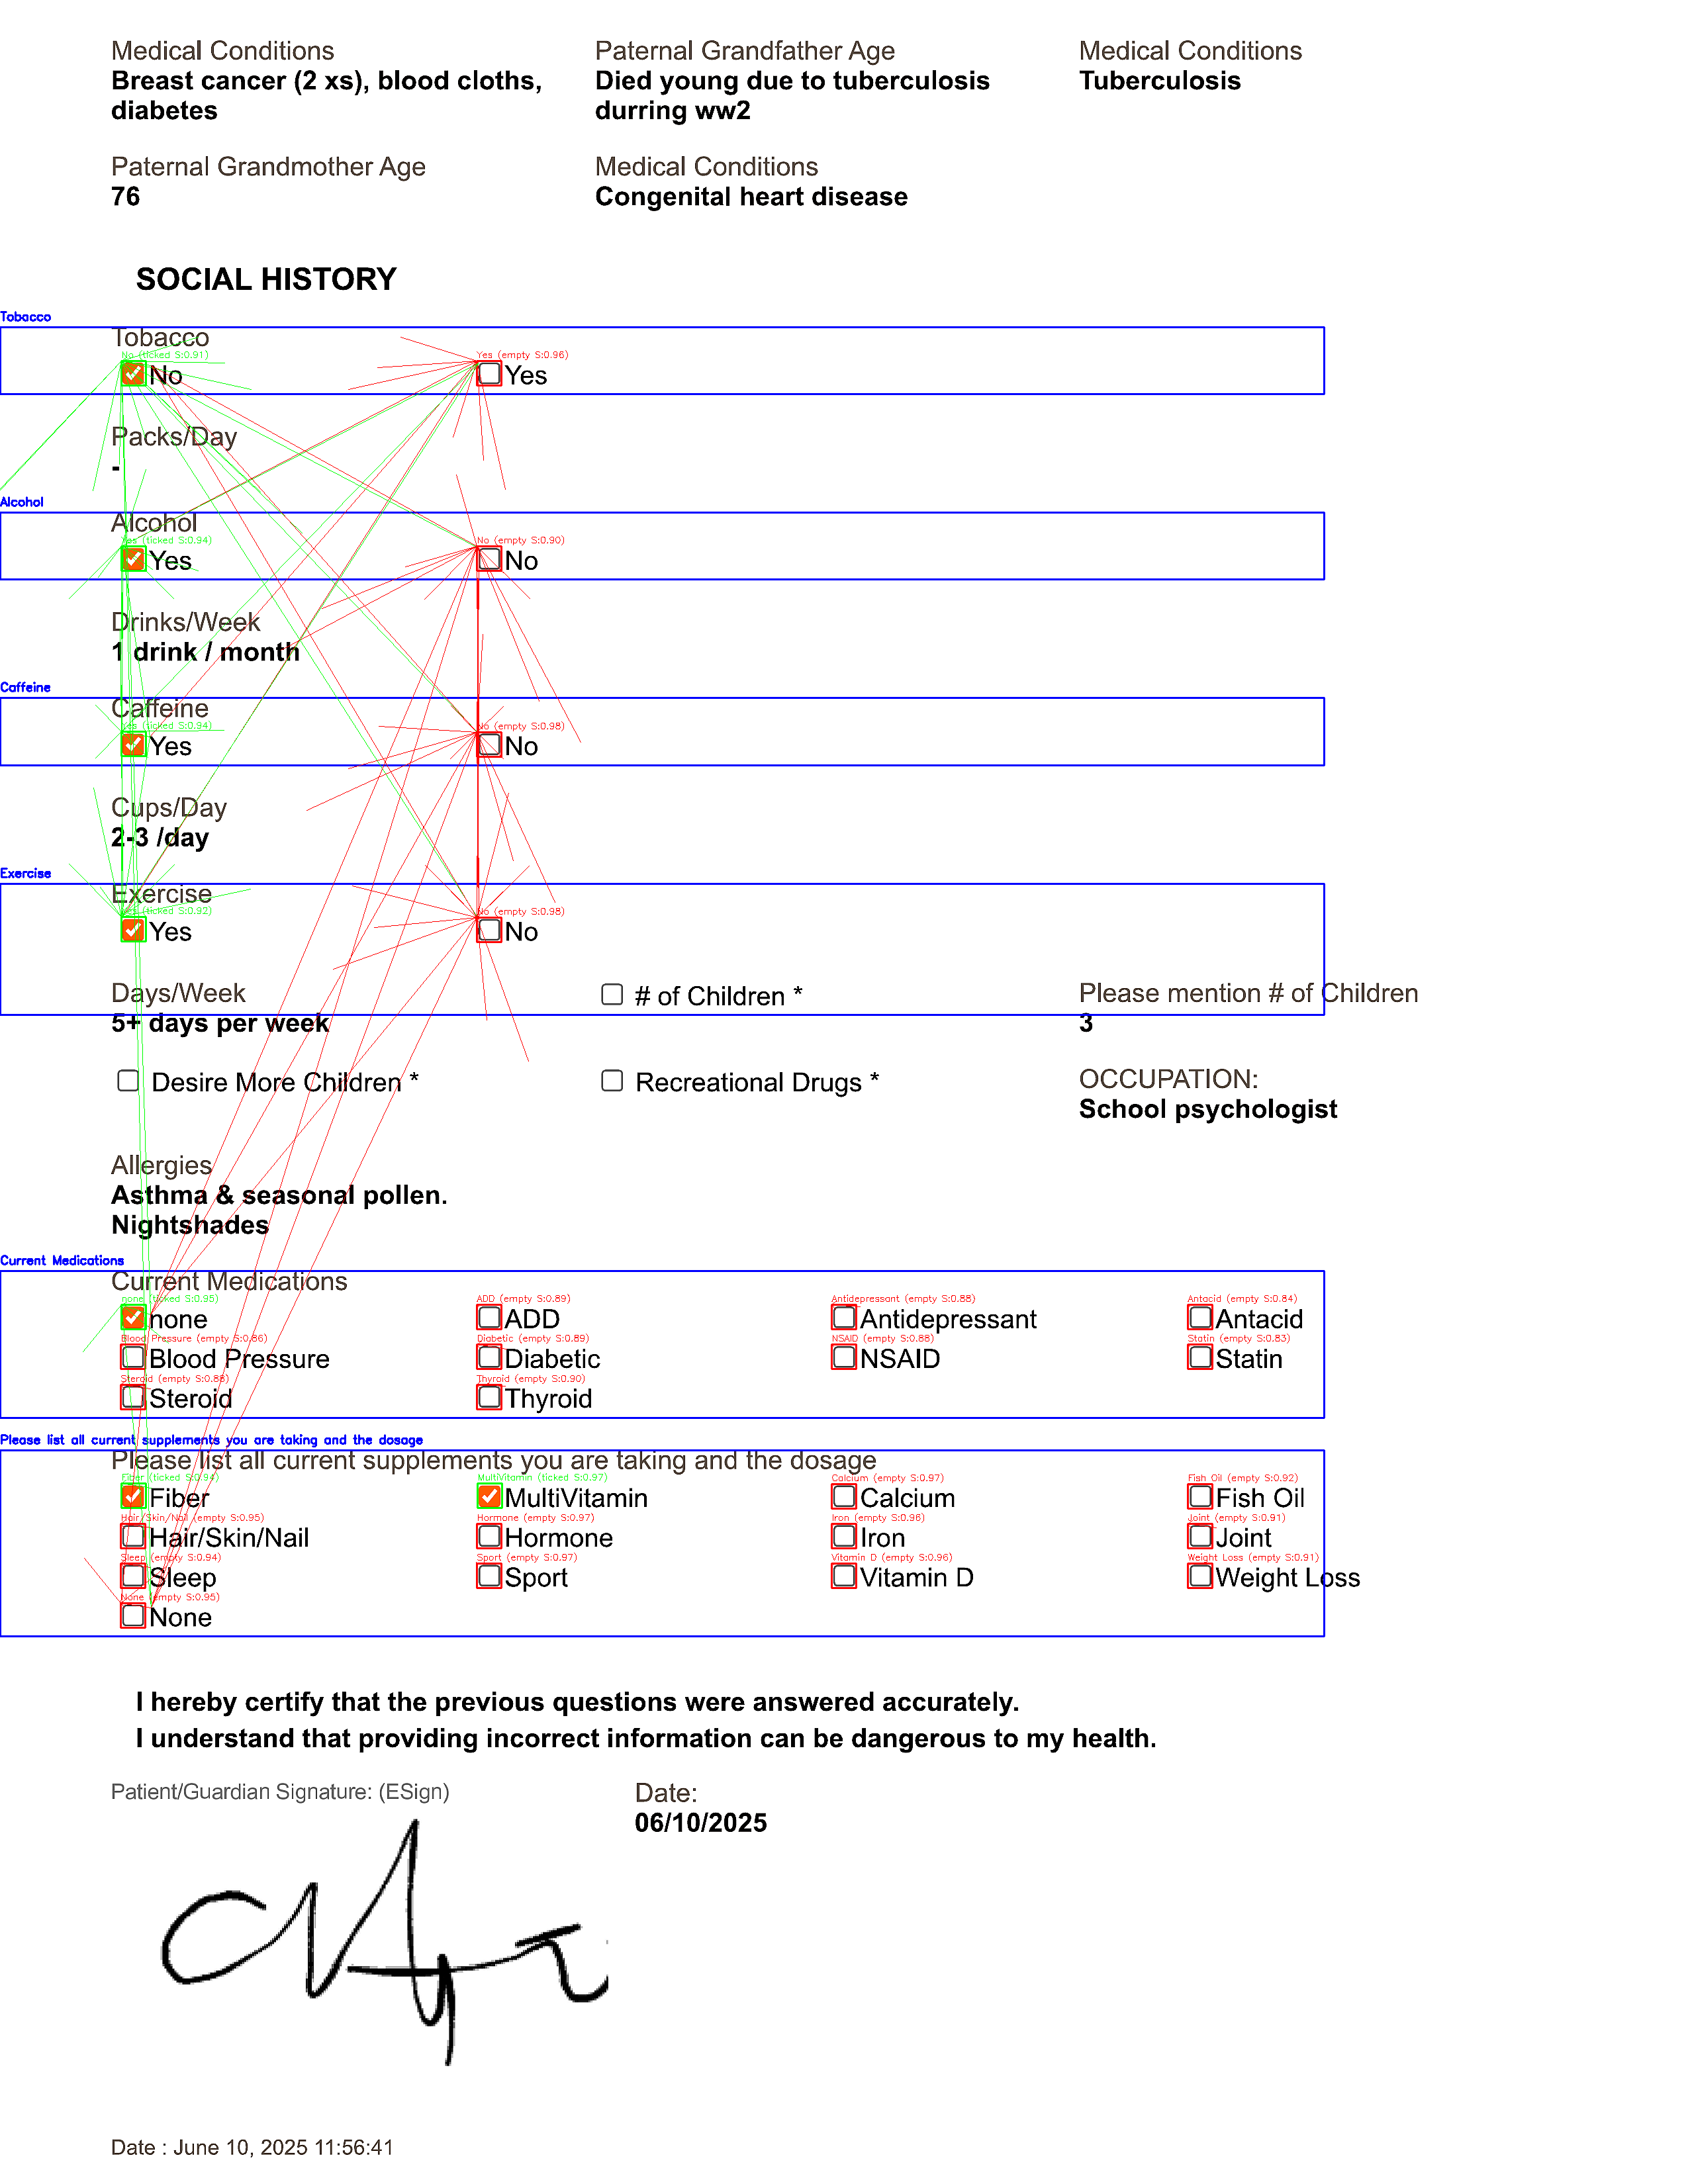 Medical Conditions Paternal Grandfather Age Medical Conditions
Breast cancer (2 xs), blood cloths, Died young due to tuberculosis Tuberculosis
diabetes durring ww2
Paternal Grandmother Age Medical Conditions
76 Congenital heart disease
SOCIAL HISTORY
Tobacco
Tobacco
No (ticked S:0.91) Yes (empty S:0.96)
No Yes
Packs/Day
-
Alcohol
Alcohol
Yes (ticked S:0.94) No (empty S:0.90)
Yes No
Drinks/Week
1 drink / month
Caffeine
Caffeine
Yes (ticked S:0.94) No (empty S:0.98)
Yes No
Cups/Day
2-3 /day
Exercise
Exercise
Yes (ticked S:0.92) No (empty S:0.98)
Yes No
Days/Week # of Children * Please mention # of Children
5+ days per week 3
Desire More Children * Recreational Drugs * OCCUPATION:
School psychologist
Allergies
Asthma & seasonal pollen.
Nightshades
Current Medications
Current Medications
none (ticked S:0.95) ADD (empty S:0.89) Antidepressant (empty S:0.88) Antacid (empty S:0.84)
none ADD Antidepressant Antacid
Blood Pressure (empty S:0.86) Diabetic (empty S:0.89) NSAID (empty S:0.88) Statin (empty S:0.83)
Blood Pressure Diabetic NSAID Statin
Steroid (empty S:0.88) Thyroid (empty S:0.90)
Steroid Thyroid
Please list all current supplements you are taking and the dosage
Please list all current supplements you are taking and the dosage
Fiber (ticked S:0.94) MultiVitamin (ticked S:0.97) Calcium (empty S:0.97) Fish Oil (empty S:0.92)
Fiber MultiVitamin Calcium Fish Oil
Hair/Skin/Nail (empty S:0.95) Hormone (empty S:0.97) Iron (empty S:0.96) Joint (empty S:0.91)
Hair/Skin/Nail Hormone Iron Joint
Sleep (empty S:0.94) Sport (empty S:0.97) Vitamin D (empty S:0.96) Weight Loss (empty S:0.91)
Sleep Sport Vitamin D Weight Loss
None (empty S:0.95)
None
I hereby certify that the previous questions were answered accurately.
I understand that providing incorrect information can be dangerous to my health.
Patient/Guardian Signature: (ESign) Date:
06/10/2025
Date : June 10, 2025 11:56:41